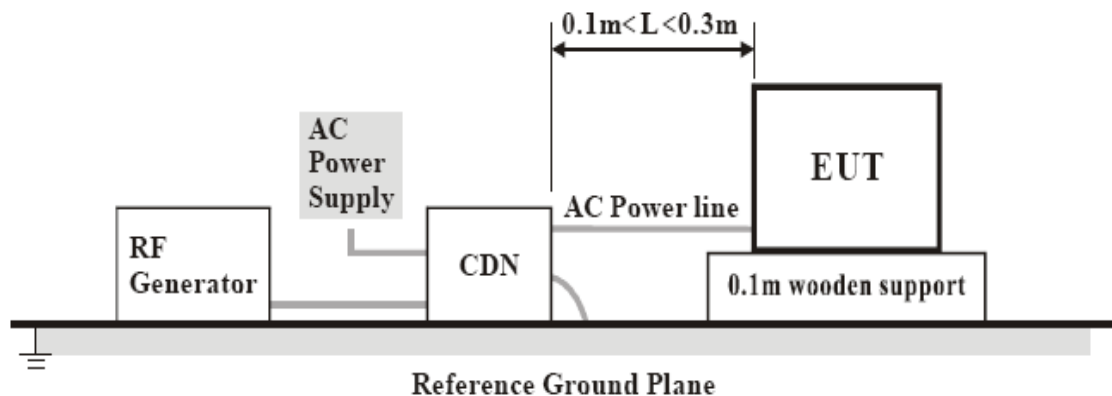 0.1m<L<0.3m
AC
Power
Supply
EUT
AC Power line
RF
Generator
CDN
0.1m wooden support
Reference Ground Plane